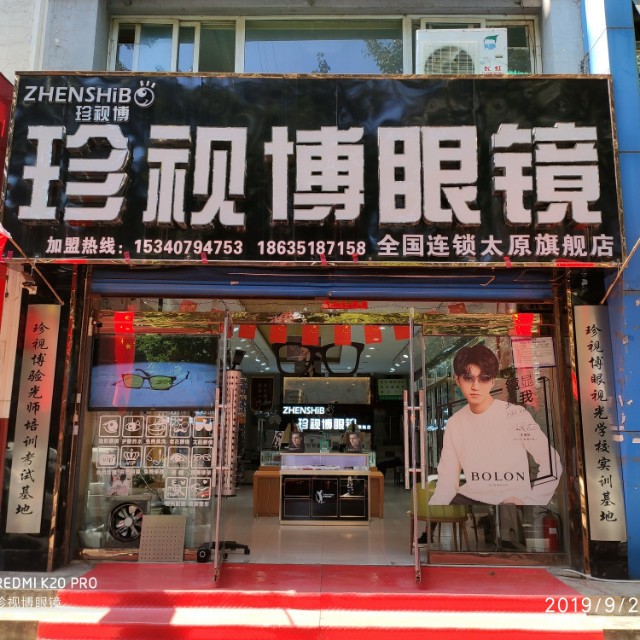 ZHENSHiBO
珍视博
珍视博眼镜
加盟热线：15340794753 18635187158 全国连锁太原旗舰店
珍视博验光师培训考试基地
珍视博眼视光学校实训基地
ZHENSHiBO
珍视博眼镜
显
我
BOLON
VIP
REDMI K20 PRO
珍视博眼镜
2019/9/2